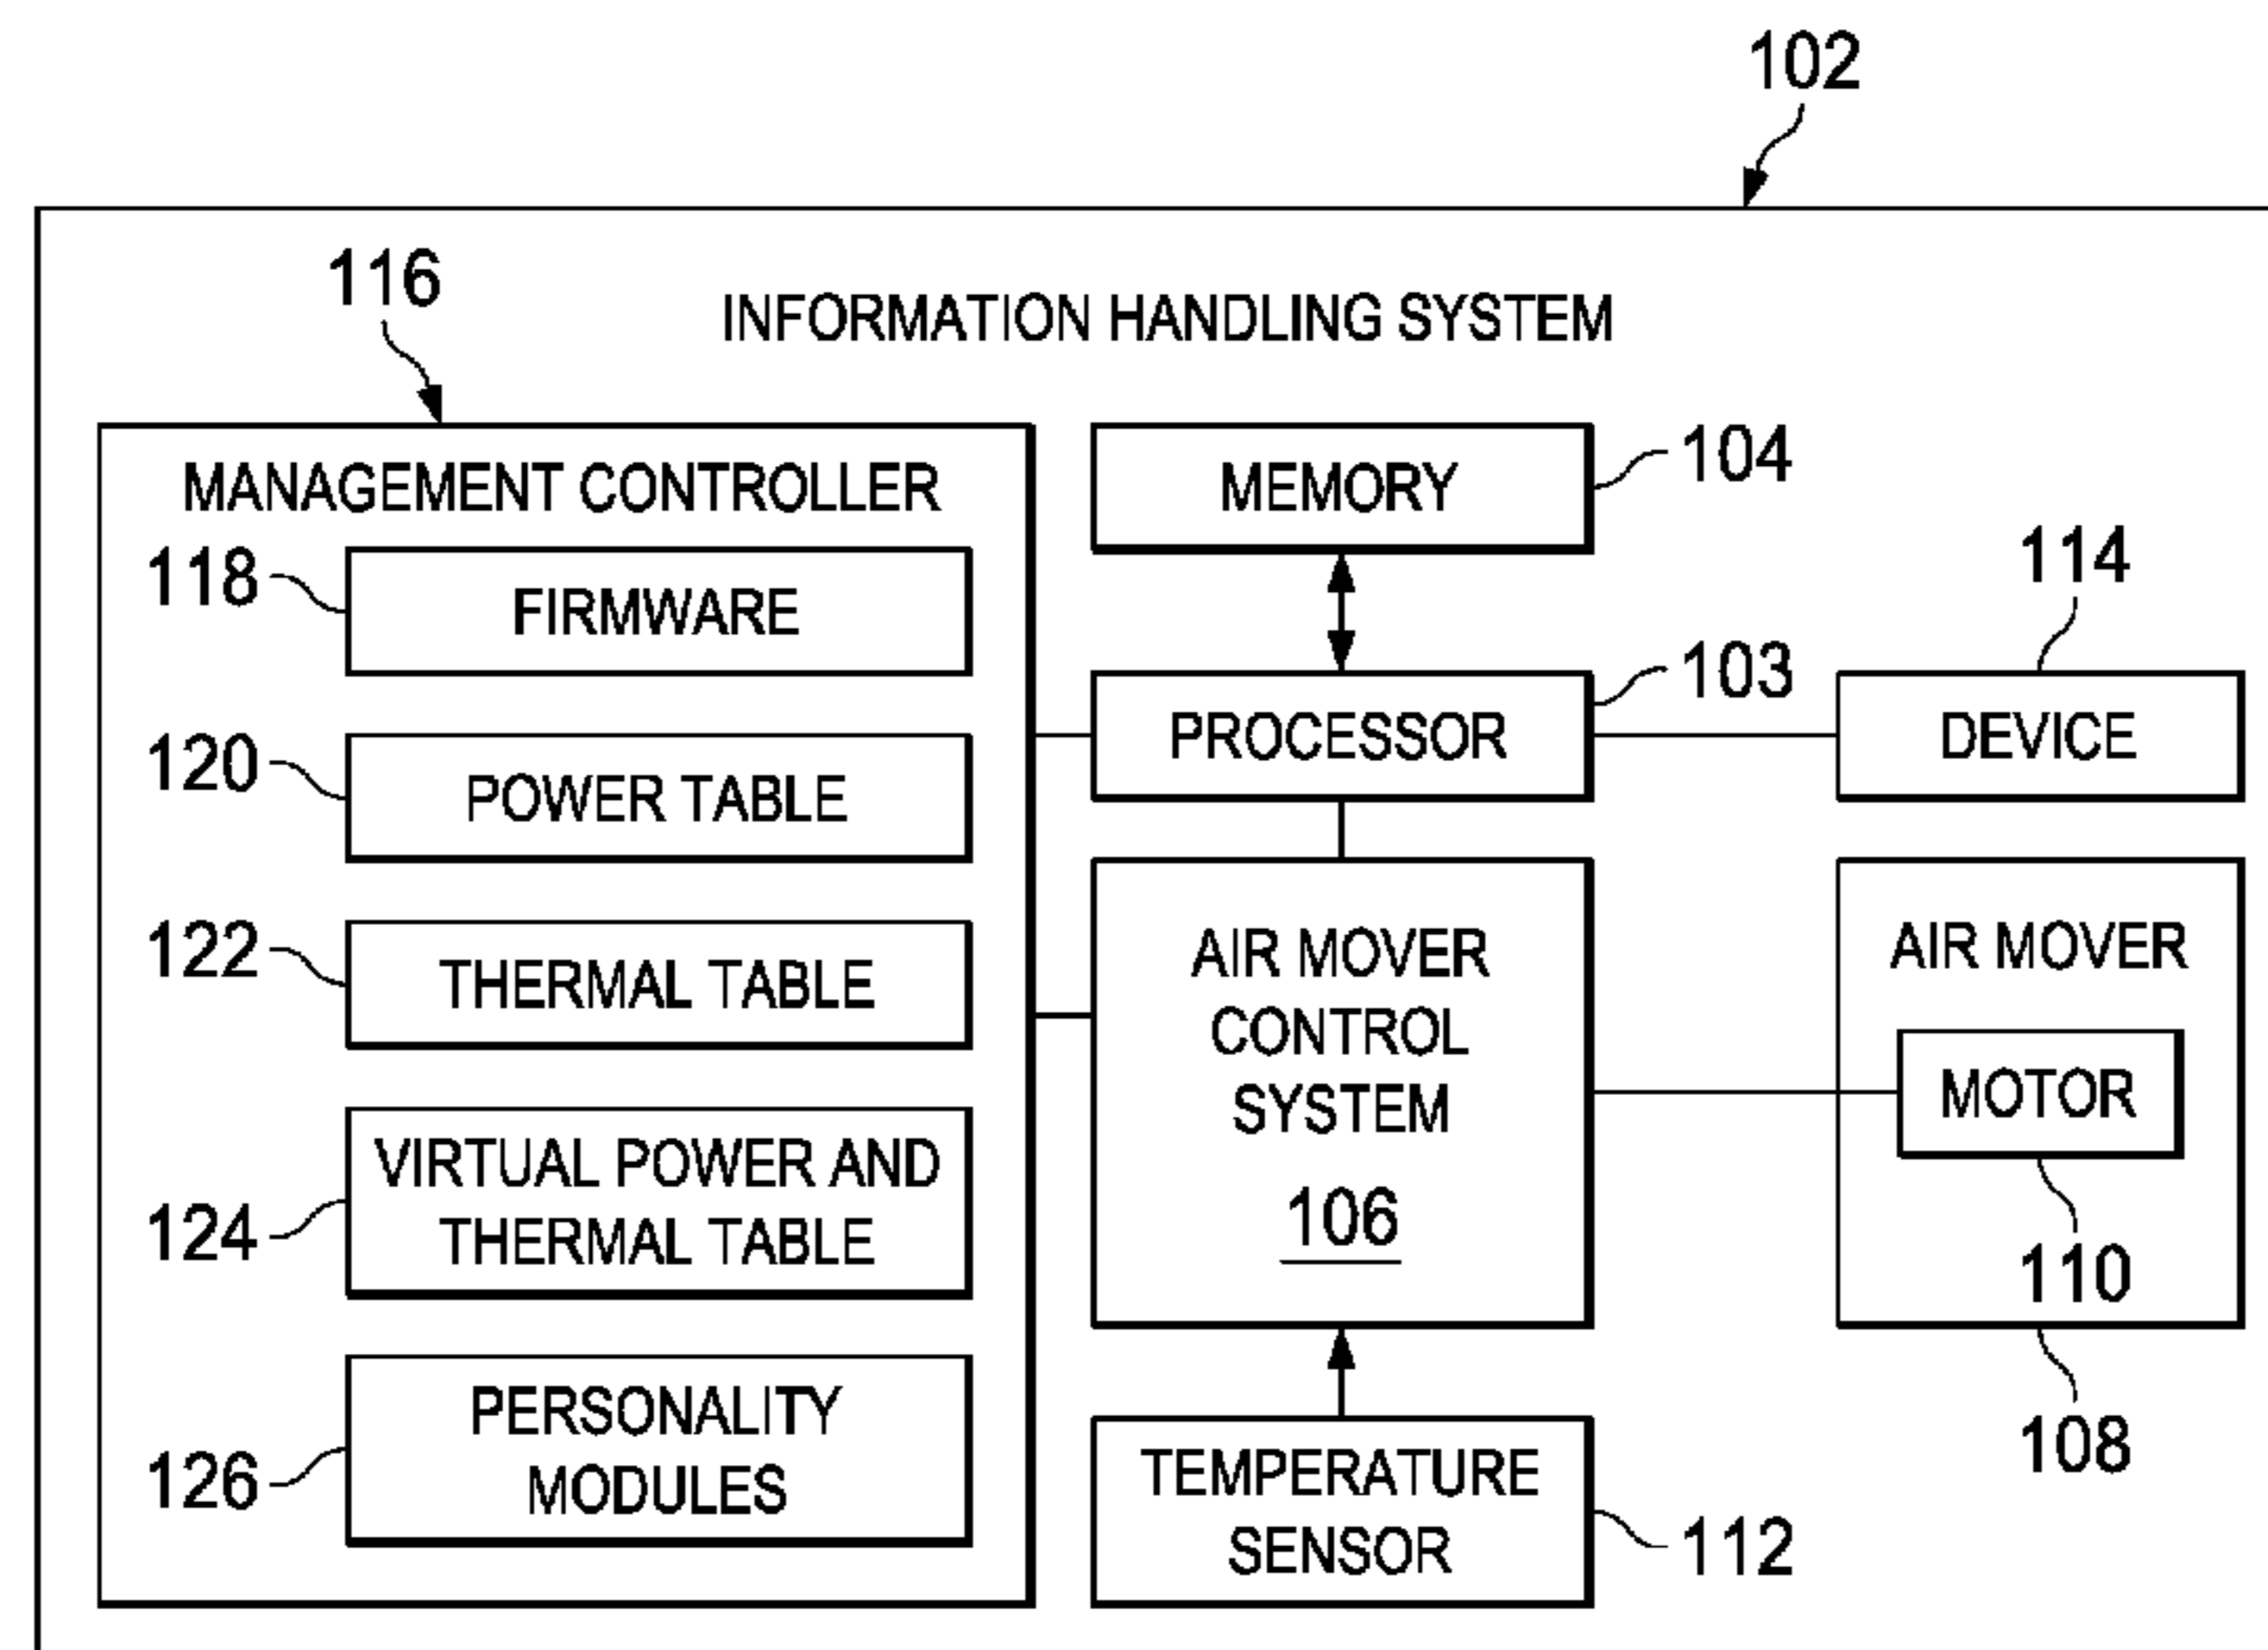 102
116
INFORMATION HANDLING SYSTEM
MANAGEMENT CONTROLLER
118
FIRMWARE
120
POWER TABLE
122
THERMAL TABLE
124
VIRTUAL POWER AND
THERMAL TABLE
126
PERSONALITY
MODULES
MEMORY
104
PROCESSOR
103
114
DEVICE
AIR MOVER
CONTROL
SYSTEM
106
AIR MOVER
MOTOR
110
108
TEMPERATURE
SENSOR
112